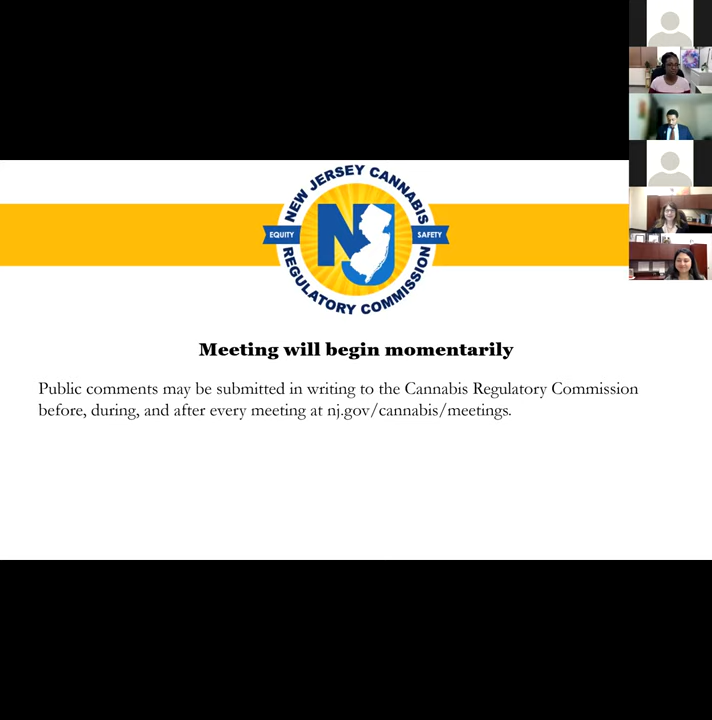 NEW JERSEY CANNABIS
EQUITY
NJ
SAFETY
REGULATORY COMMISSION
Meeting will begin momentarily
Public comments may be submitted in writing to the Cannabis Regulatory Commission
before, during, and after every meeting at nj.gov/cannabis/meetings.